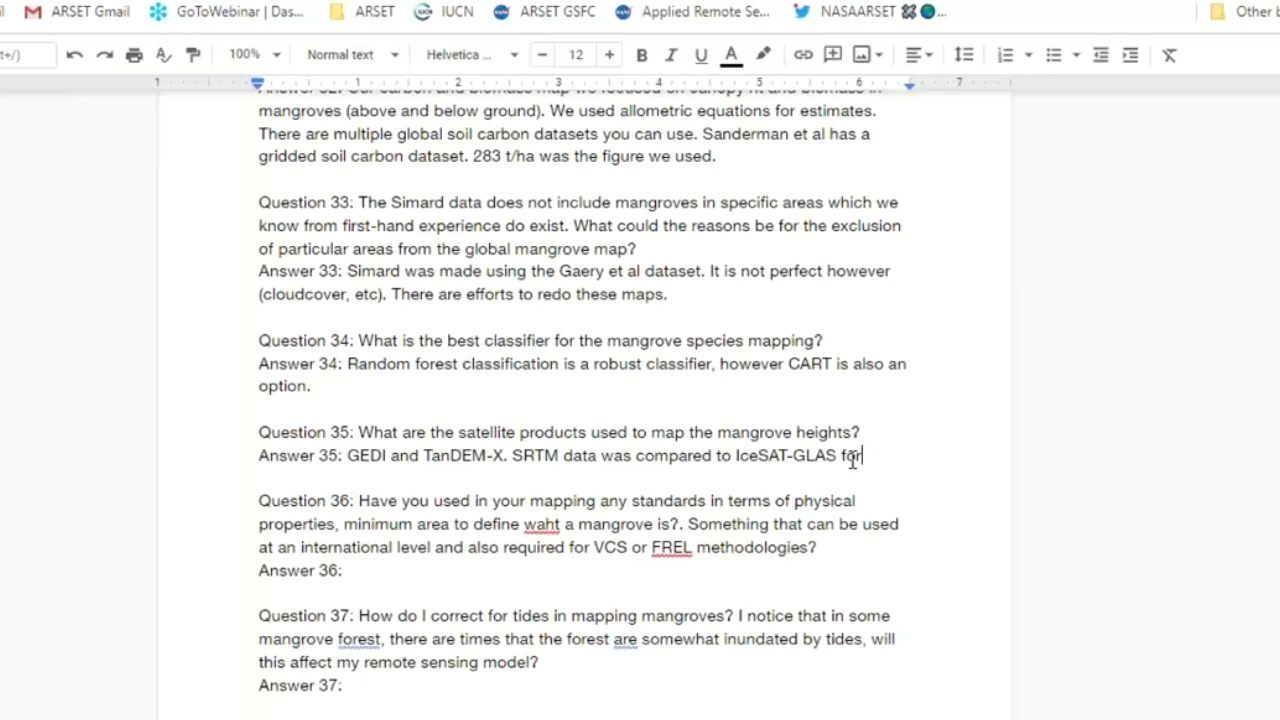 ARSET Gmail GoToWebinar | Das... ARSET IUCN ARSET GSFC Applied Remote Se... NASAARSET Other b
t+/) 100% Normal text Helvetica ... 12 B I U A
1 1 2 3 4 5 6 7
mangroves (above and below ground). We used allometric equations for estimates.
There are multiple global soil carbon datasets you can use. Sanderman et al has a
gridded soil carbon dataset. 283 t/ha was the figure we used.
Question 33: The Simard data does not include mangroves in specific areas which we
know from first-hand experience do exist. What could the reasons be for the exclusion
of particular areas from the global mangrove map?
Answer 33: Simard was made using the Gaery et al dataset. It is not perfect however
(cloudcover, etc). There are efforts to redo these maps.
Question 34: What is the best classifier for the mangrove species mapping?
Answer 34: Random forest classification is a robust classifier, however CART is also an
option.
Question 35: What are the satellite products used to map the mangrove heights?
Answer 35: GEDI and TanDEM-X. SRTM data was compared to IceSAT-GLAS for
Question 36: Have you used in your mapping any standards in terms of physical
properties, minimum area to define waht a mangrove is?. Something that can be used
at an international level and also required for VCS or FREL methodologies?
Answer 36:
Question 37: How do I correct for tides in mapping mangroves? I notice that in some
mangrove forest, there are times that the forest are somewhat inundated by tides, will
this affect my remote sensing model?
Answer 37: